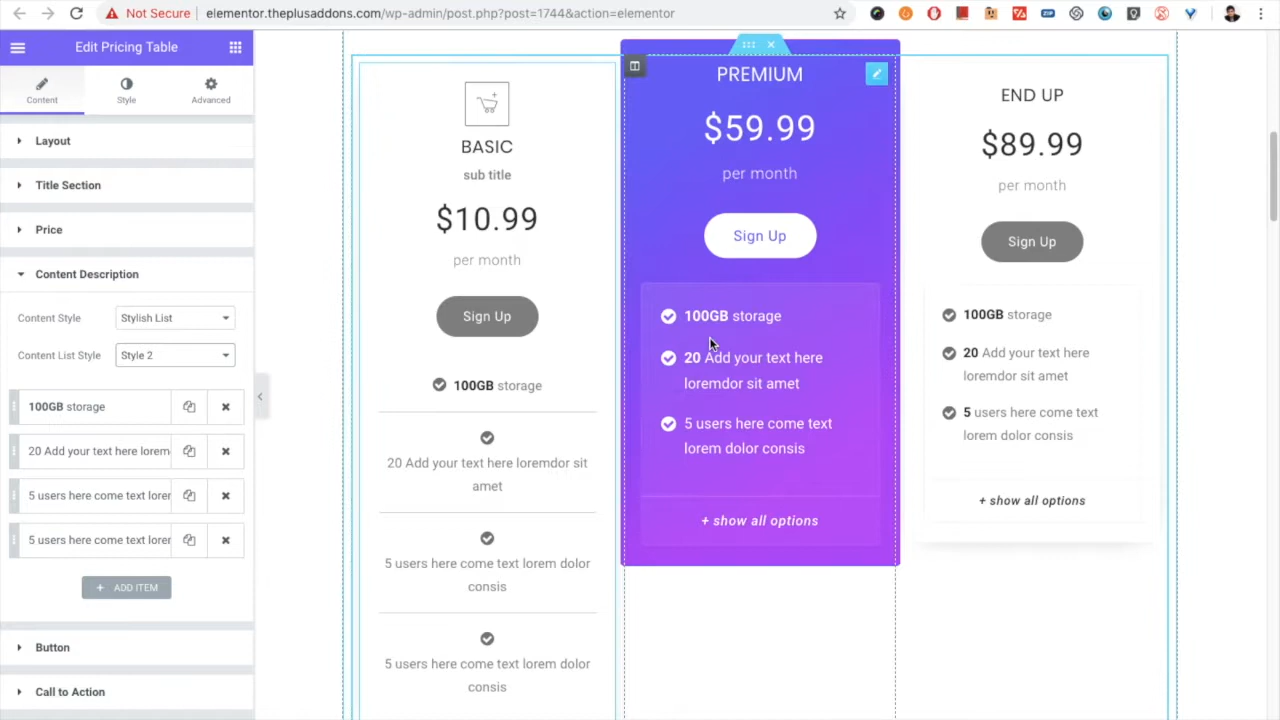 Not Secure
elementor.theplusaddons.com/wp-admin/post.php?post=1744&action=elementor
ZIP
Edit Pricing Table
Content
Style
Advanced
Layout
Title Section
Price
Content Description
Content Style
Stylish List
Content List Style
Style 2
100GB storage
20 Add your text here lorem
5 users here come text lorer
5 users here come text lorer
+ ADD ITEM
Button
Call to Action
BASIC
sub title
$10.99
per month
Sign Up
100GB storage
20 Add your text here loremdor sit
amet
5 users here come text lorem dolor
consis
5 users here come text lorem dolor
consis
PREMIUM
$59.99
per month
Sign Up
100GB storage
20 Add your text here
loremdor sit amet
5 users here come text
lorem dolor consis
+ show all options
END UP
$89.99
per month
Sign Up
100GB storage
20 Add your text here
loremdor sit amet
5 users here come text
lorem dolor consis
+ show all options